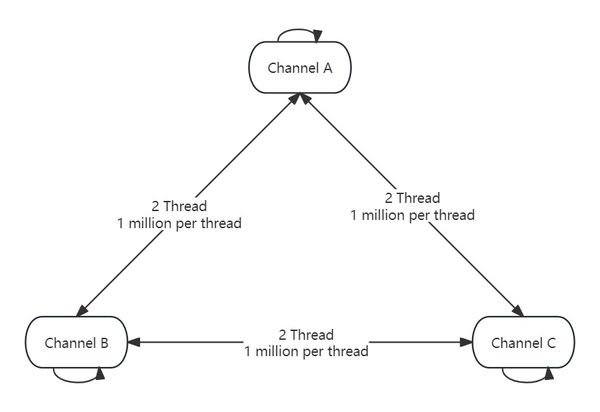 Channel A
2 Thread
1 million per thread
2 Thread
1 million per thread
Channel B
2 Thread
1 million per thread
Channel C